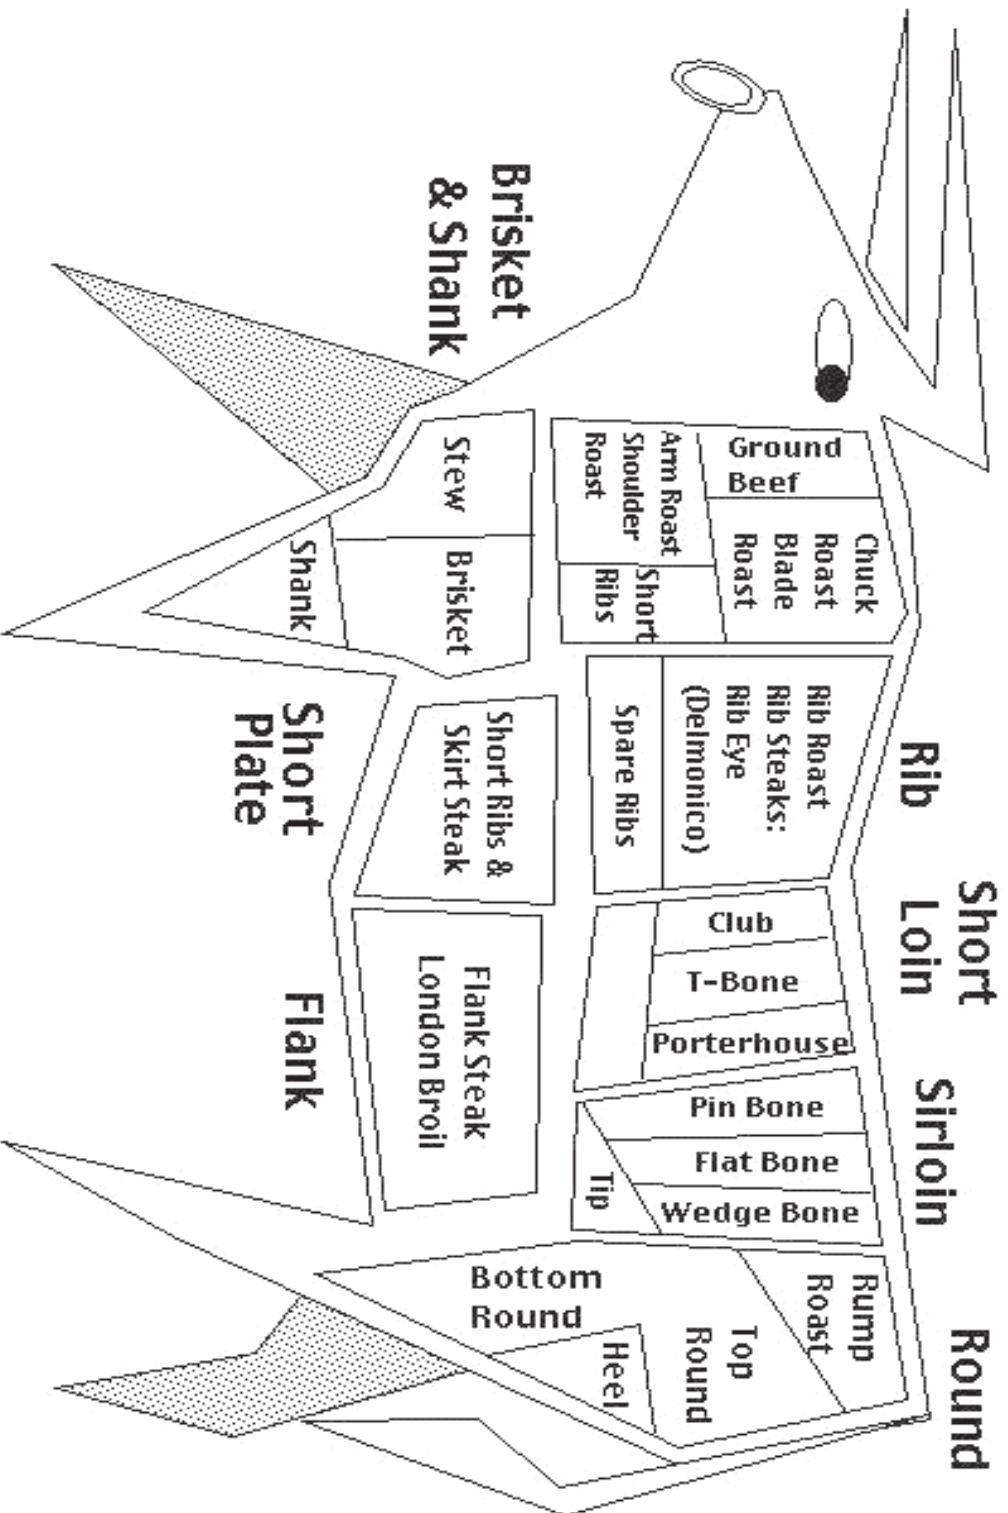 Brisket
& Shank
Ground
Beef
Chuck
Roast
Blade
Roast
Arm Roast
Shoulder
Roast
Short
Ribs
Stew
Brisket
Shank
Rib
Rib Roast
Rib Steaks:
Rib Eye
(Delmonico)
Spare Ribs
Short Ribs &
Skirt Steak
Short
Plate
Short
Loin
Club
T-Bone
Porterhouse
Flank Steak
London Broil
Flank
Sirloin
Pin Bone
Flat Bone
Wedge Bone
Tip
Round
Rump
Roast
Top
Round
Bottom
Round
Heel